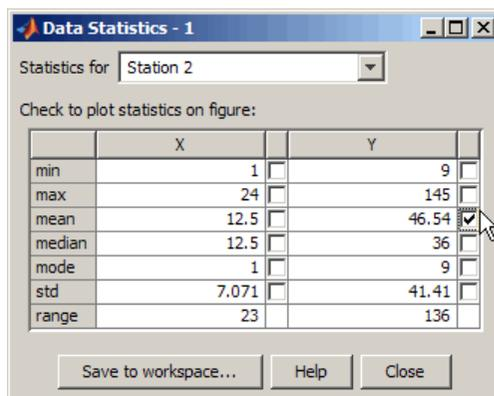 Data Statistics - 1
Statistics for Station 2
Check to plot statistics on figure:
X Y
min 1 9
max 24 145
mean 12.5 46.54
median 12.5 36
mode 1 9
std 7.071 41.41
range 23 136
Save to workspace... Help Close